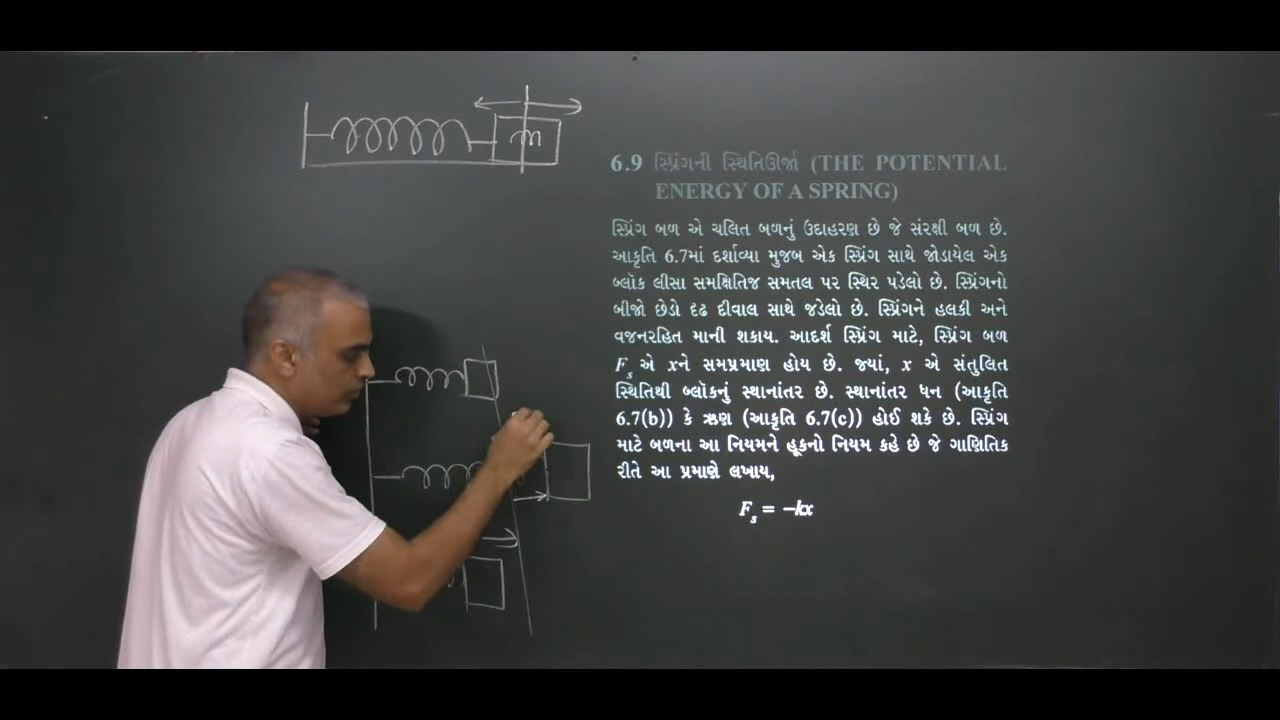 m
6.9 સ્પ્રિંગની સ્થિતિઊર્જા (THE POTENTIAL
ENERGY OF A SPRING)
સ્પ્રિંગ બળ એ ચલિત બળનું ઉદાહરણ છે જે સંરક્ષી બળ છે.
આકૃતિ 6.7માં દર્શાવ્યા મુજબ એક સ્પ્રિંગ સાથે જોડાયેલ એક
બ્લૉક લીસા સમક્ષિતિજ સમતલ પર સ્થિર પડેલો છે. સ્પ્રિંગનો
બીજો છેડો દૃઢ દીવાલ સાથે જડેલો છે. સ્પ્રિંગને હલકી અને
વજનરહિત માની શકાય. આદર્શ સ્પ્રિંગ માટે, સ્પ્રિંગ બળ
Fₛ એ xને સમપ્રમાણ હોય છે. જ્યાં, x એ સંતુલિત
સ્થિતિથી બ્લૉકનું સ્થાનાંતર છે. સ્થાનાંતર ધન (આકૃતિ
6.7(b)) કે ઋણ (આકૃતિ 6.7(c)) હોઈ શકે છે. સ્પ્રિંગ
માટે બળના આ નિયમને હૂકનો નિયમ કહે છે જે ગાણિતિક
રીતે આ પ્રમાણે લખાય,
Fₛ = −kx